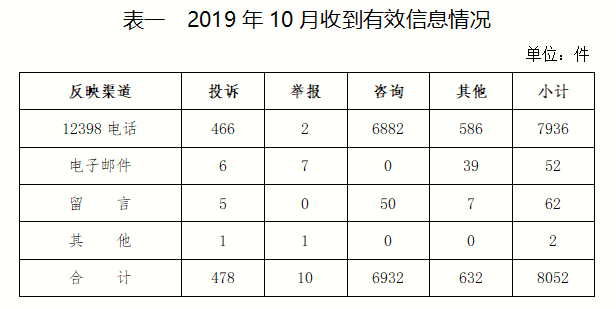 表一 2019 年 10 月收到有效信息情况
单位：件
反映渠道 投诉 举报 咨询 其他 小计
12398 电话 466 2 6882 586 7936
电子邮件 6 7 0 39 52
留 言 5 0 50 7 62
其 他 1 1 0 0 2
合 计 478 10 6932 632 8052